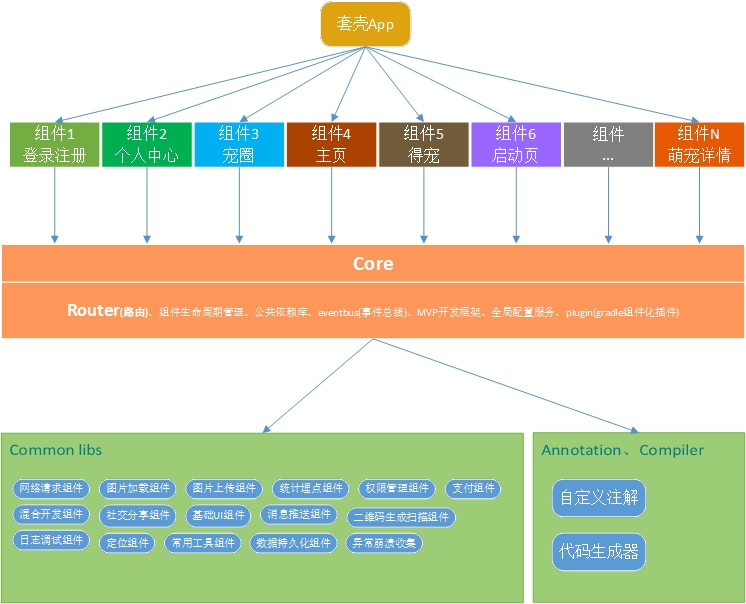 套壳App
组件1
登录注册
组件2
个人中心
组件3
宠圈
组件4
主页
组件5
得宠
组件6
启动页
组件
...
组件N
萌宠详情
Core
Router(路由)、组件生命周期管理、公共依赖库、eventbus(事件总线)、MVP开发框架、全局配置服务、plugin(gradle组件化插件)
Common libs
网络请求组件 图片加载组件 图片上传组件 统计埋点组件 权限管理组件 支付组件
混合开发组件 社交分享组件 基础UI组件 消息推送组件 二维码生成扫描组件
日志调试组件 定位组件 常用工具组件 数据持久化组件 异常崩溃收集
Annotation、Compiler
自定义注解
代码生成器